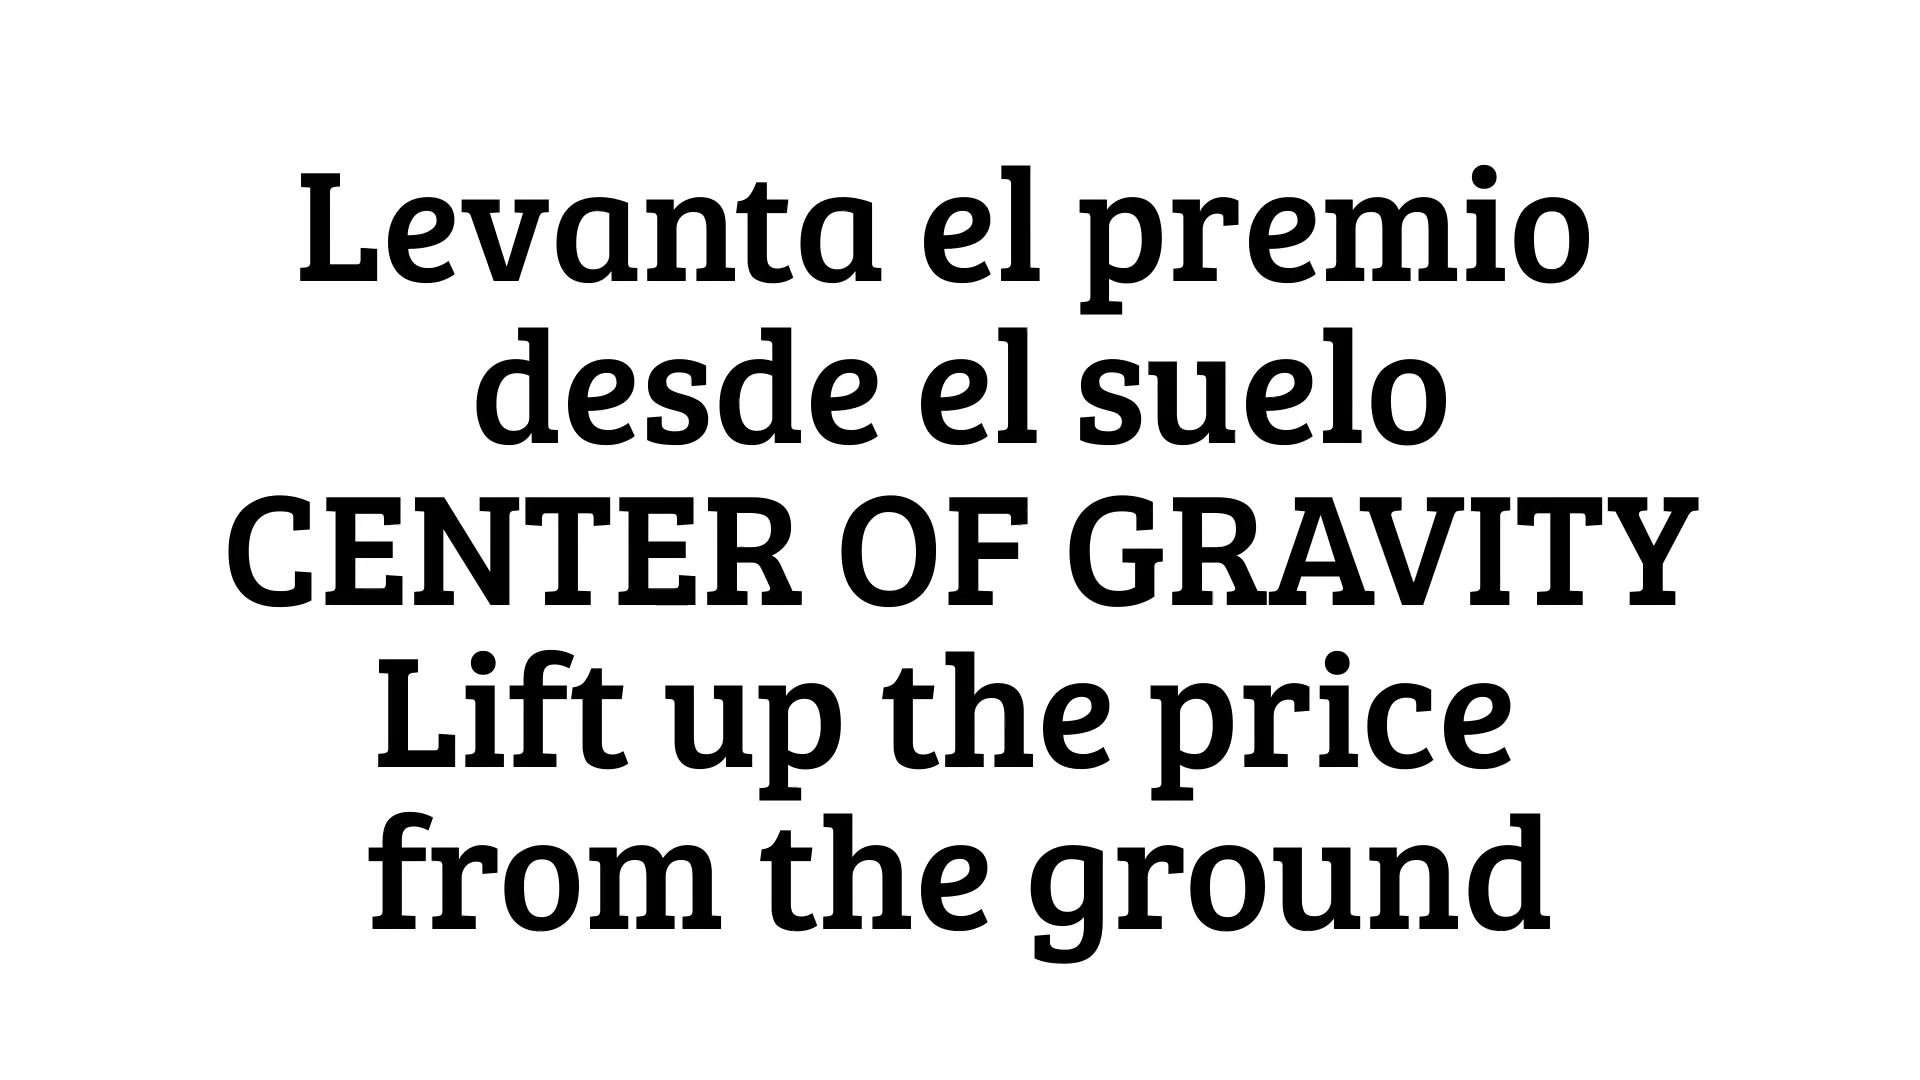 Levanta el premio
desde el suelo
CENTER OF GRAVITY
Lift up the price
from the ground